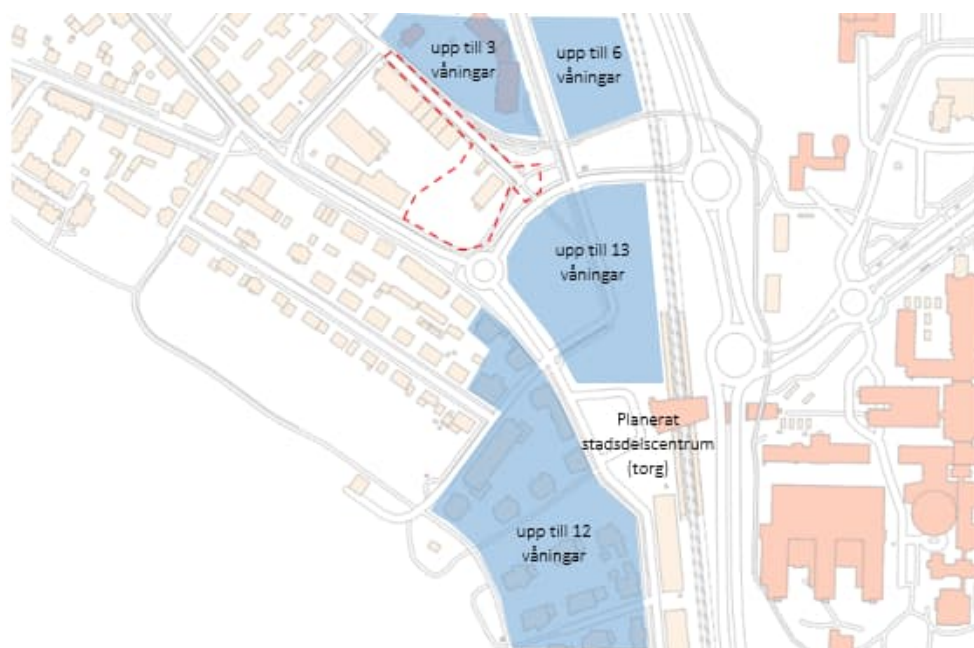 upp till 3
våningar
upp till 6
våningar
upp till 13
våningar
Planerat
stadsdelscentrum
(torg)
upp till 12
våningar